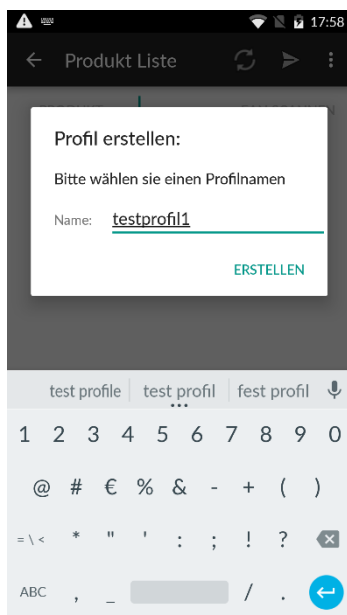 17:58
Produkt Liste
Profil erstellen:
Bitte wählen sie einen Profilnamen
Name: testprofil1
ERSTELLEN
test profile test profil fest profil
1 2 3 4 5 6 7 8 9 0
@ # € % & - + ( )
= \ < * " ' : ; ! ?
ABC , _ / .